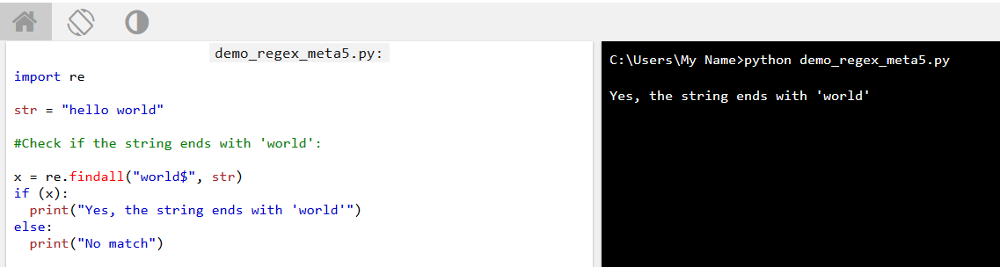 demo_regex_meta5.py:
import re
str = "hello world"
#Check if the string ends with 'world':
x = re.findall("world$", str)
if (x):
  print("Yes, the string ends with 'world'")
else:
  print("No match")
C:\Users\My Name>python demo_regex_meta5.py
Yes, the string ends with 'world'